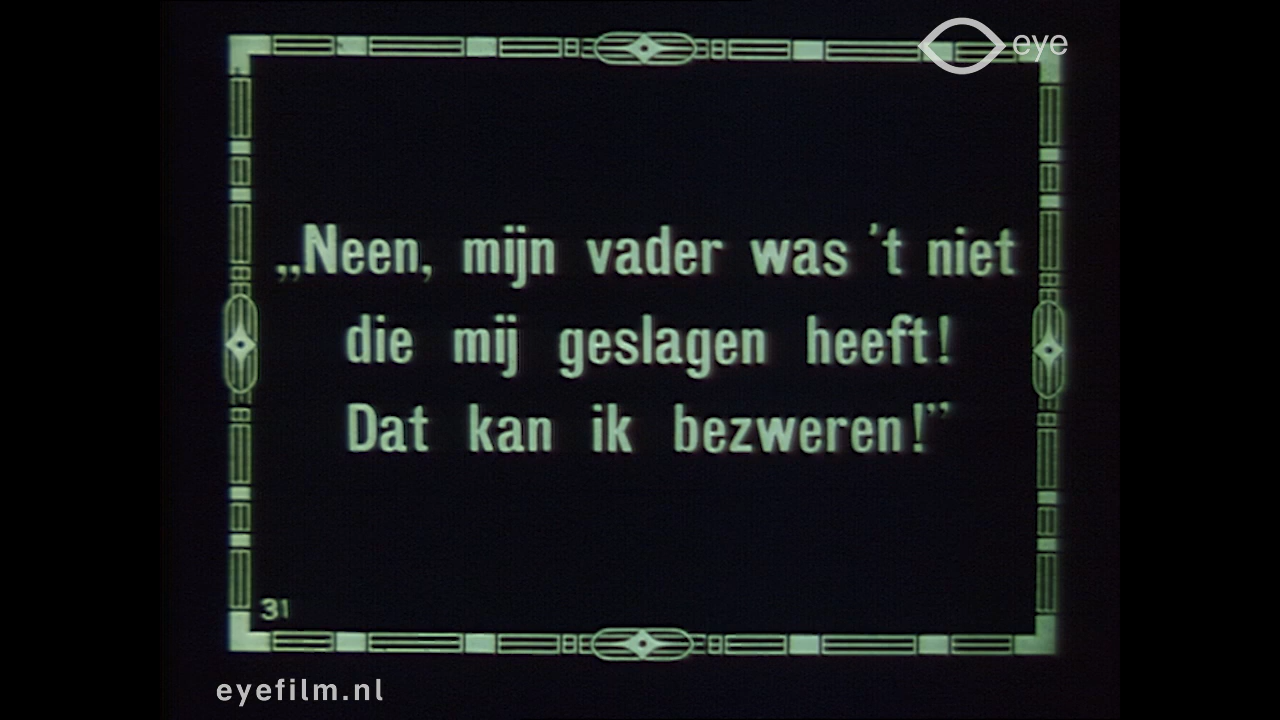 eye
„Neen, mijn vader was 't niet
die mij geslagen heeft!
Dat kan ik bezweren!”
31
eyefilm.nl